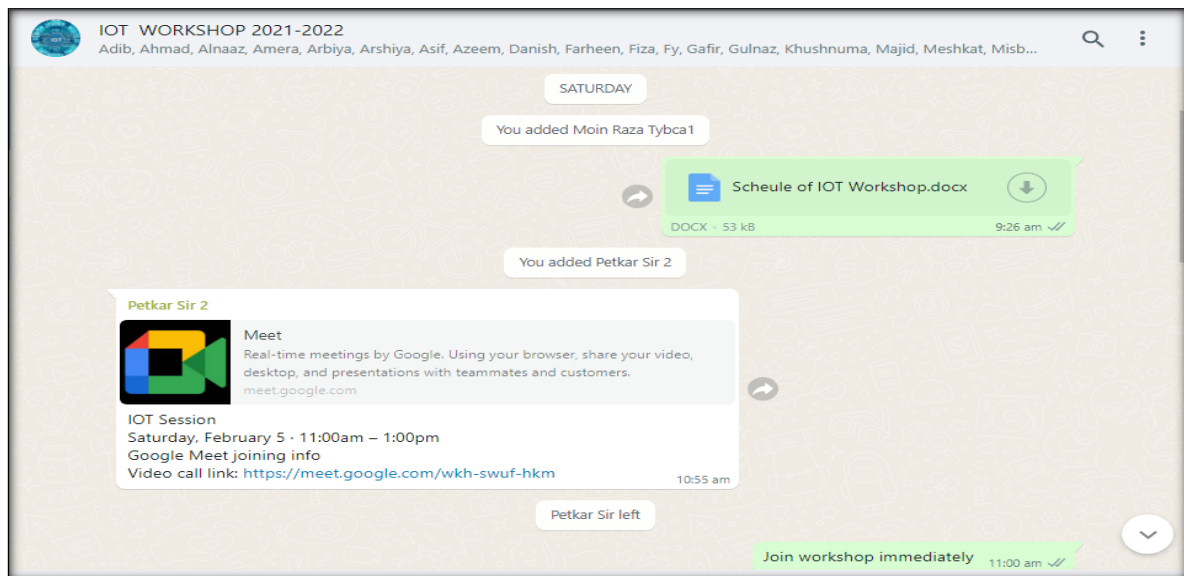 IOT WORKSHOP 2021-2022
Adib, Ahmad, Alnaaz, Amera, Arbiya, Arshiya, Asif, Azeem, Danish, Farheen, Fiza, Fy, Gafir, Gulnaz, Khushnuma, Majid, Meshkat, Misb...
SATURDAY
You added Moin Raza Tybca1
Scheule of IOT Workshop.docx
DOCX • 53 kB 9:26 am
You added Petkar Sir 2
Petkar Sir 2
Meet
Real-time meetings by Google. Using your browser, share your video,
desktop, and presentations with teammates and customers.
meet.google.com
IOT Session
Saturday, February 5 · 11:00am – 1:00pm
Google Meet joining info
Video call link: https://meet.google.com/wkh-swuf-hkm
10:55 am
Petkar Sir left
Join workshop immediately 11:00 am